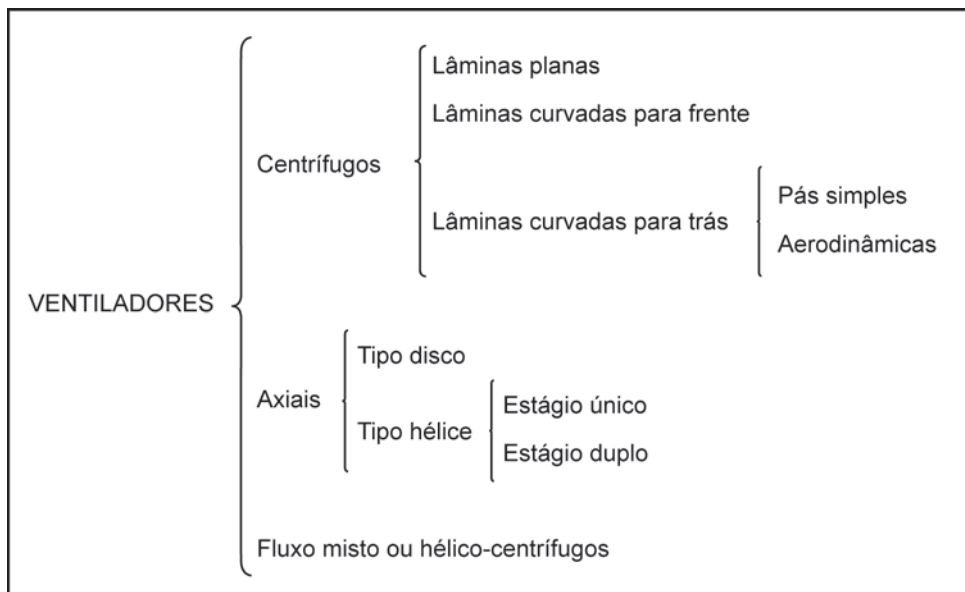 Lâminas planas
Lâminas curvadas para frente
Centrífugos
Pás simples
Lâminas curvadas para trás
Aerodinâmicas
VENTILADORES
Tipo disco
Axiais
Estágio único
Tipo hélice
Estágio duplo
Fluxo misto ou hélico-centrífugos